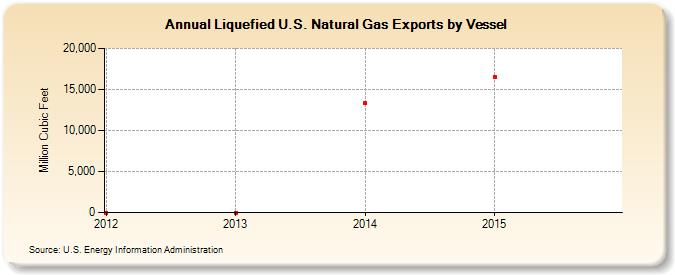 Annual Liquefied U.S. Natural Gas Exports by Vessel
Million Cubic Feet
20,000
15,000
10,000
5,000
0
2012 2013 2014 2015
Source: U.S. Energy Information Administration